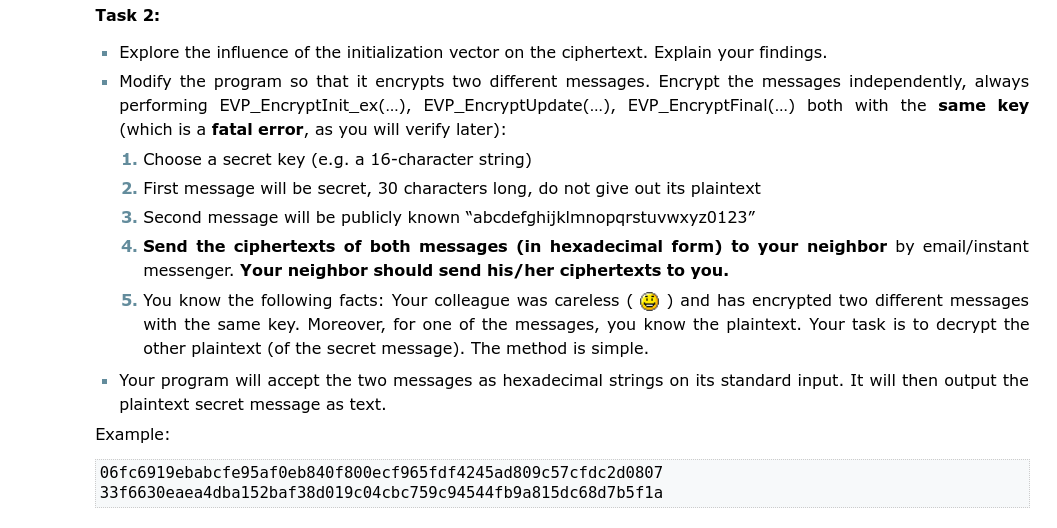 Task 2:
Explore the influence of the initialization vector on the ciphertext. Explain your findings.
Modify the program so that it encrypts two different messages. Encrypt the messages independently, always
performing EVP_EncryptInit_ex(…), EVP_EncryptUpdate(…), EVP_EncryptFinal(…) both with the same key
(which is a fatal error, as you will verify later):
1. Choose a secret key (e.g. a 16-character string)
2. First message will be secret, 30 characters long, do not give out its plaintext
3. Second message will be publicly known “abcdefghijklmnopqrstuvwxyz0123”
4. Send the ciphertexts of both messages (in hexadecimal form) to your neighbor by email/instant
messenger. Your neighbor should send his/her ciphertexts to you.
5. You know the following facts: Your colleague was careless ( ) and has encrypted two different messages
with the same key. Moreover, for one of the messages, you know the plaintext. Your task is to decrypt the
other plaintext (of the secret message). The method is simple.
Your program will accept the two messages as hexadecimal strings on its standard input. It will then output the
plaintext secret message as text.
Example:
06fc6919ebabcfe95af0eb840f800ecf965fdf4245ad809c57cfdc2d0807
33f6630eaea4dba152baf38d019c04cbc759c94544fb9a815dc68d7b5f1a